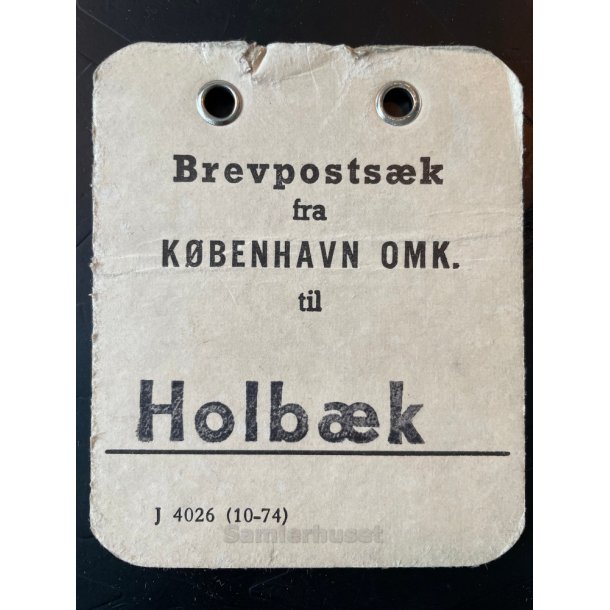 Brevpostsæk
fra
KØBENHAVN OMK.
til
Holbæk
J 4026 (10-74)
Samlerhuset